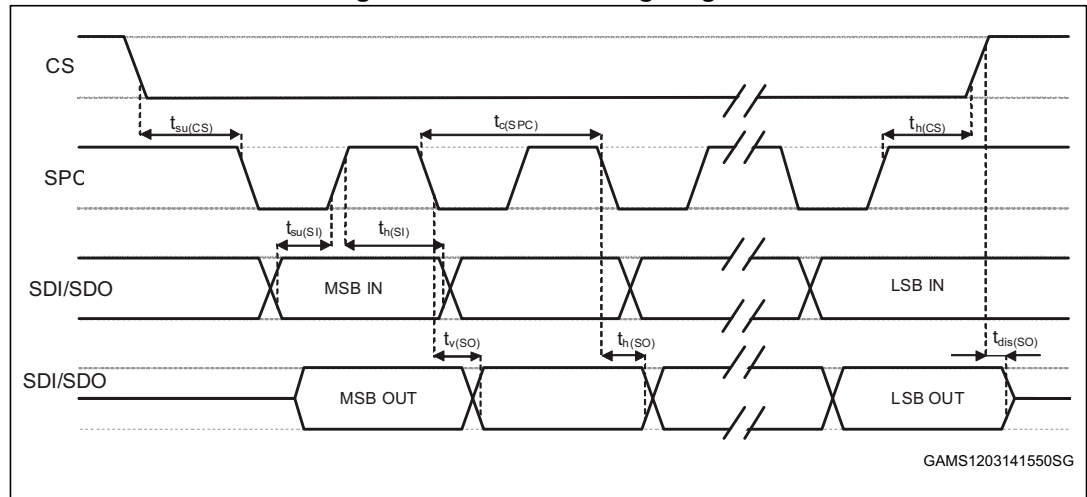 CS
tsu(CS)
tc(SPC)
th(CS)
SPC
tsu(SI)
th(SI)
SDI/SDO
MSB IN
LSB IN
tv(SO)
th(SO)
tdis(SO)
SDI/SDO
MSB OUT
LSB OUT
GAMS1203141550SG